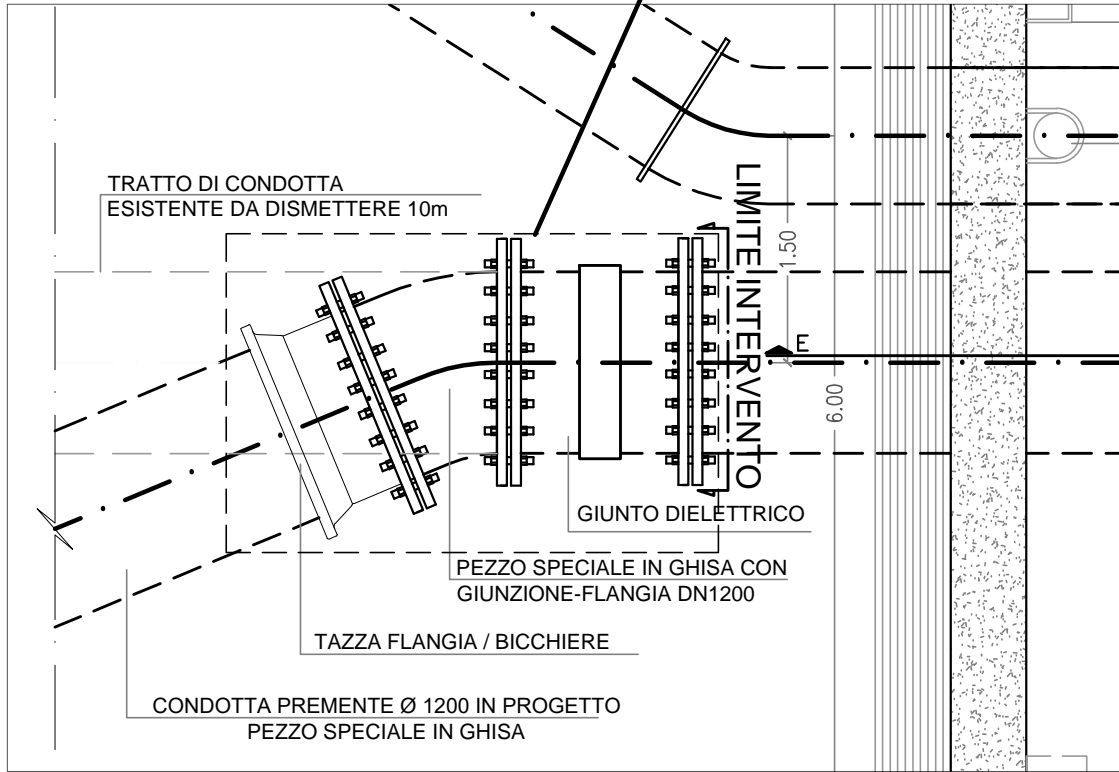 TRATTO DI CONDOTTA
ESISTENTE DA DISMETTERE 10m
LIMITE INTERVENTO
1.50
E
6.00
GIUNTO DIELETTRICO
PEZZO SPECIALE IN GHISA CON
GIUNZIONE-FLANGIA DN1200
TAZZA FLANGIA / BICCHIERE
CONDOTTA PREMENTE Ø 1200 IN PROGETTO
PEZZO SPECIALE IN GHISA